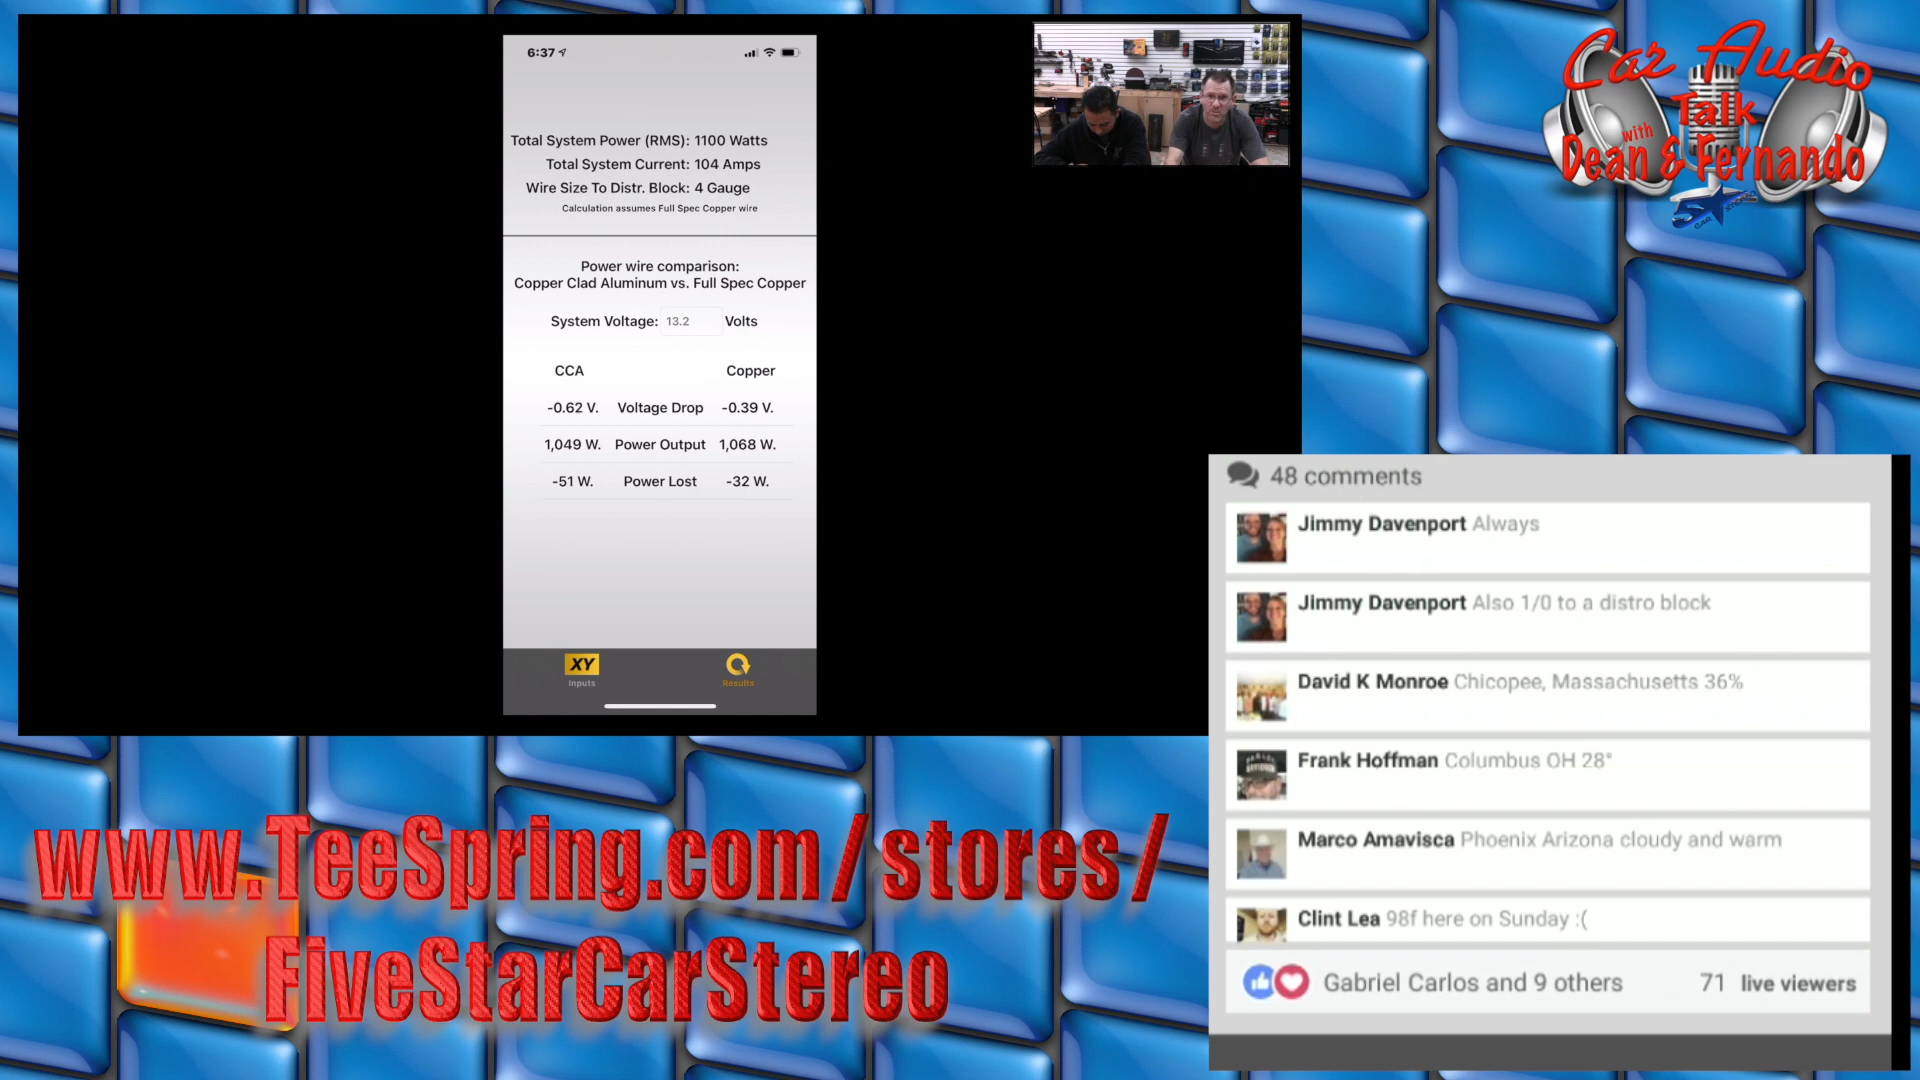 6:37
Total System Power (RMS): 1100 Watts
Total System Current: 104 Amps
Wire Size To Distr. Block: 4 Gauge
Calculation assumes Full Spec Copper wire
Power wire comparison:
Copper Clad Aluminum vs. Full Spec Copper
System Voltage: 13.2 Volts
CCA Copper
-0.62 V. Voltage Drop -0.39 V.
1,049 W. Power Output 1,068 W.
-51 W. Power Lost -32 W.
XY
Inputs Results
Car Audio
Talk
with
Dean & Fernando
48 comments
Jimmy Davenport Always
Jimmy Davenport Also 1/0 to a distro block
David K Monroe Chicopee, Massachusetts 36%
Frank Hoffman Columbus OH 28°
Marco Amavisca Phoenix Arizona cloudy and warm
Clint Lea 98f here on Sunday :(
Gabriel Carlos and 9 others 71 live viewers
www.TeeSpring.com/stores/
FiveStarCarStereo